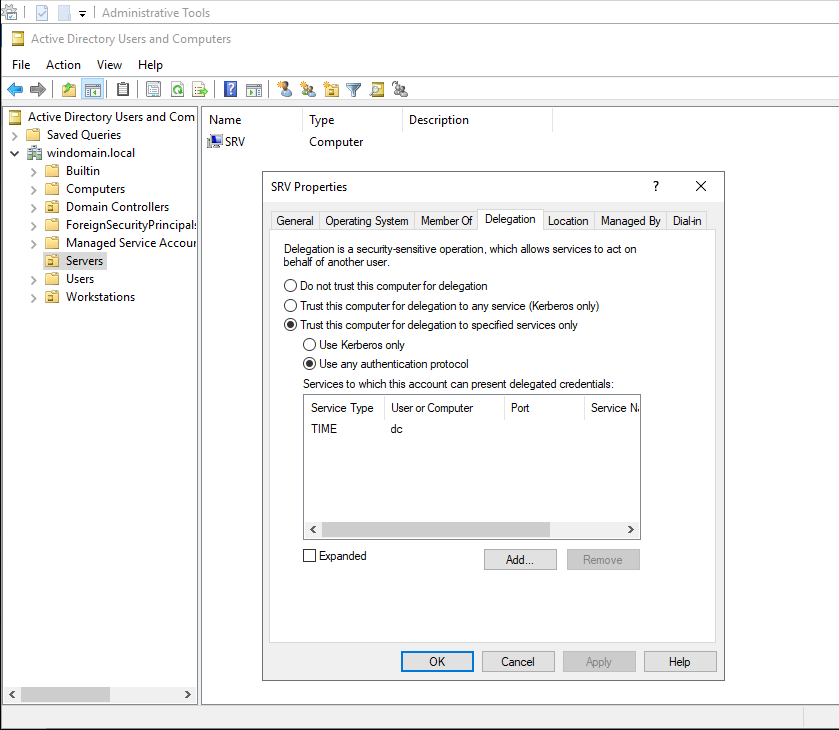 Administrative Tools
Active Directory Users and Computers
File Action View Help
Active Directory Users and Com
Saved Queries
windomain.local
Builtin
Computers
Domain Controllers
ForeignSecurityPrincipals
Managed Service Accour
Servers
Users
Workstations
Name Type Description
SRV Computer
SRV Properties
?
General Operating System Member Of Delegation Location Managed By Dial-in
Delegation is a security-sensitive operation, which allows services to act on
behalf of another user.
Do not trust this computer for delegation
Trust this computer for delegation to any service (Kerberos only)
Trust this computer for delegation to specified services only
Use Kerberos only
Use any authentication protocol
Services to which this account can present delegated credentials:
Service Type User or Computer Port Service Na
TIME dc
Expanded
Add... Remove
OK Cancel Apply Help